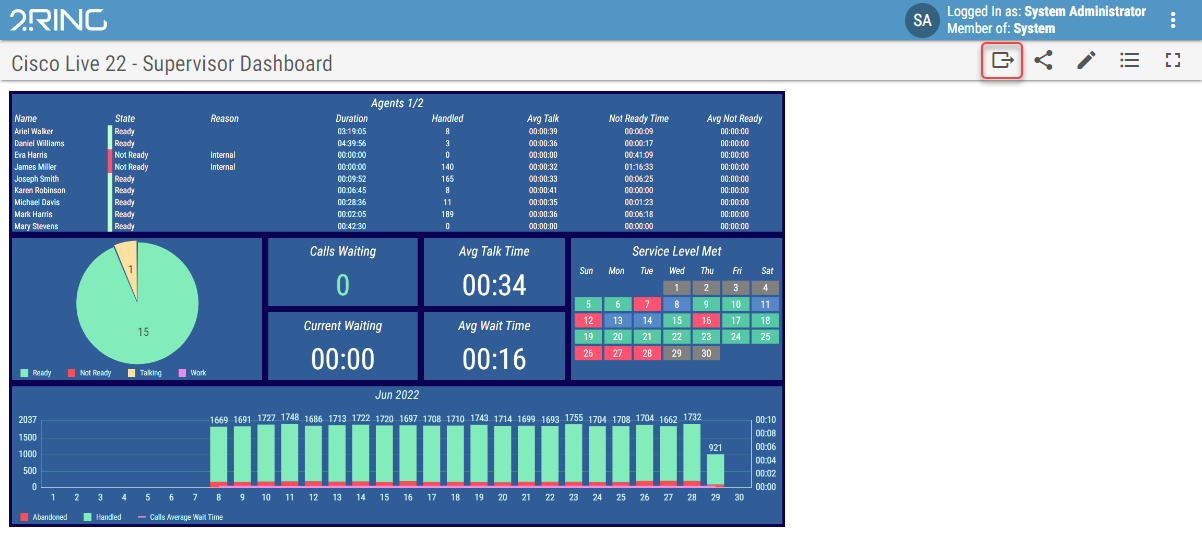 2RING
SA
Logged In as: System Administrator
Member of: System
Cisco Live 22 - Supervisor Dashboard
Agents 1/2
Name State Reason Duration Handled Avg Talk Not Ready Time Avg Not Ready
Ariel Walker Ready 03:19:05 8 00:00:39 00:00:09 00:00:00
Daniel Williams Ready 04:39:56 3 00:00:36 00:00:17 00:00:00
Eva Harris Not Ready Internal 00:00:00 0 00:00:00 00:41:09 00:00:00
James Miller Not Ready Internal 00:00:00 140 00:00:32 01:16:33 00:00:00
Joseph Smith Ready 00:09:52 165 00:00:33 00:06:25 00:00:00
Karen Robinson Ready 00:06:45 8 00:00:41 00:00:00 00:00:00
Michael Davis Ready 00:28:36 11 00:00:35 00:01:23 00:00:00
Mark Harris Ready 00:02:05 189 00:00:36 00:06:18 00:00:00
Mary Stevens Ready 00:42:30 0 00:00:00 00:00:00 00:00:00
1
15
Ready Not Ready Talking Work
Calls Waiting
0
Avg Talk Time
00:34
Current Waiting
00:00
Avg Wait Time
00:16
Service Level Met
Sun Mon Tue Wed Thu Fri Sat
1 2 3 4
5 6 7 8 9 10 11
12 13 14 15 16 17 18
19 20 21 22 23 24 25
26 27 28 29 30
Jun 2022
1669 1691 1727 1748 1686 1713 1722 1720 1697 1708 1710 1743 1714 1699 1693 1755 1704 1708 1704 1662 1732 921
2037 00:10
1500 00:08
1000 00:06
00:04
500 00:02
0 00:00
1 2 3 4 5 6 7 8 9 10 11 12 13 14 15 16 17 18 19 20 21 22 23 24 25 26 27 28 29 30
Abandoned Handled Calls Average Wait Time